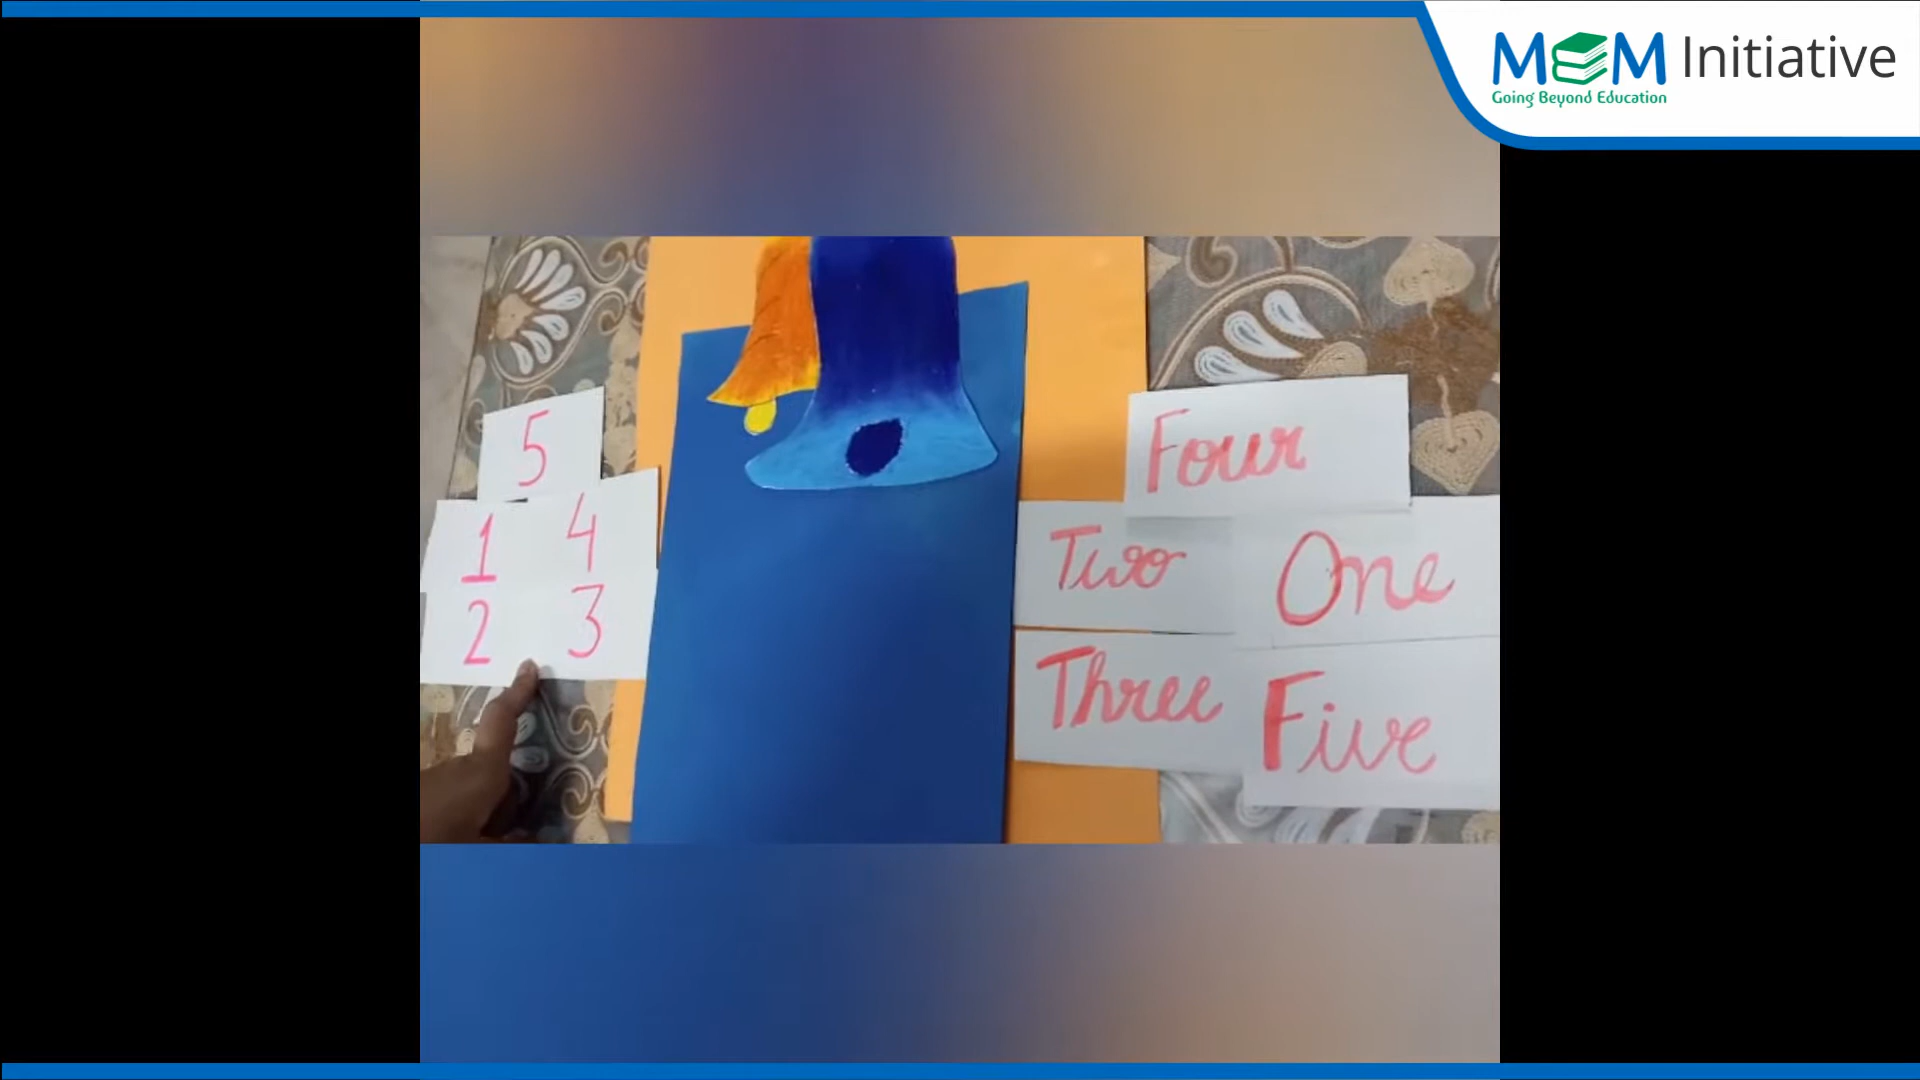 MEM Initiative
Going Beyond Education
5
1 4
2 3
Four
Two One
Three Five